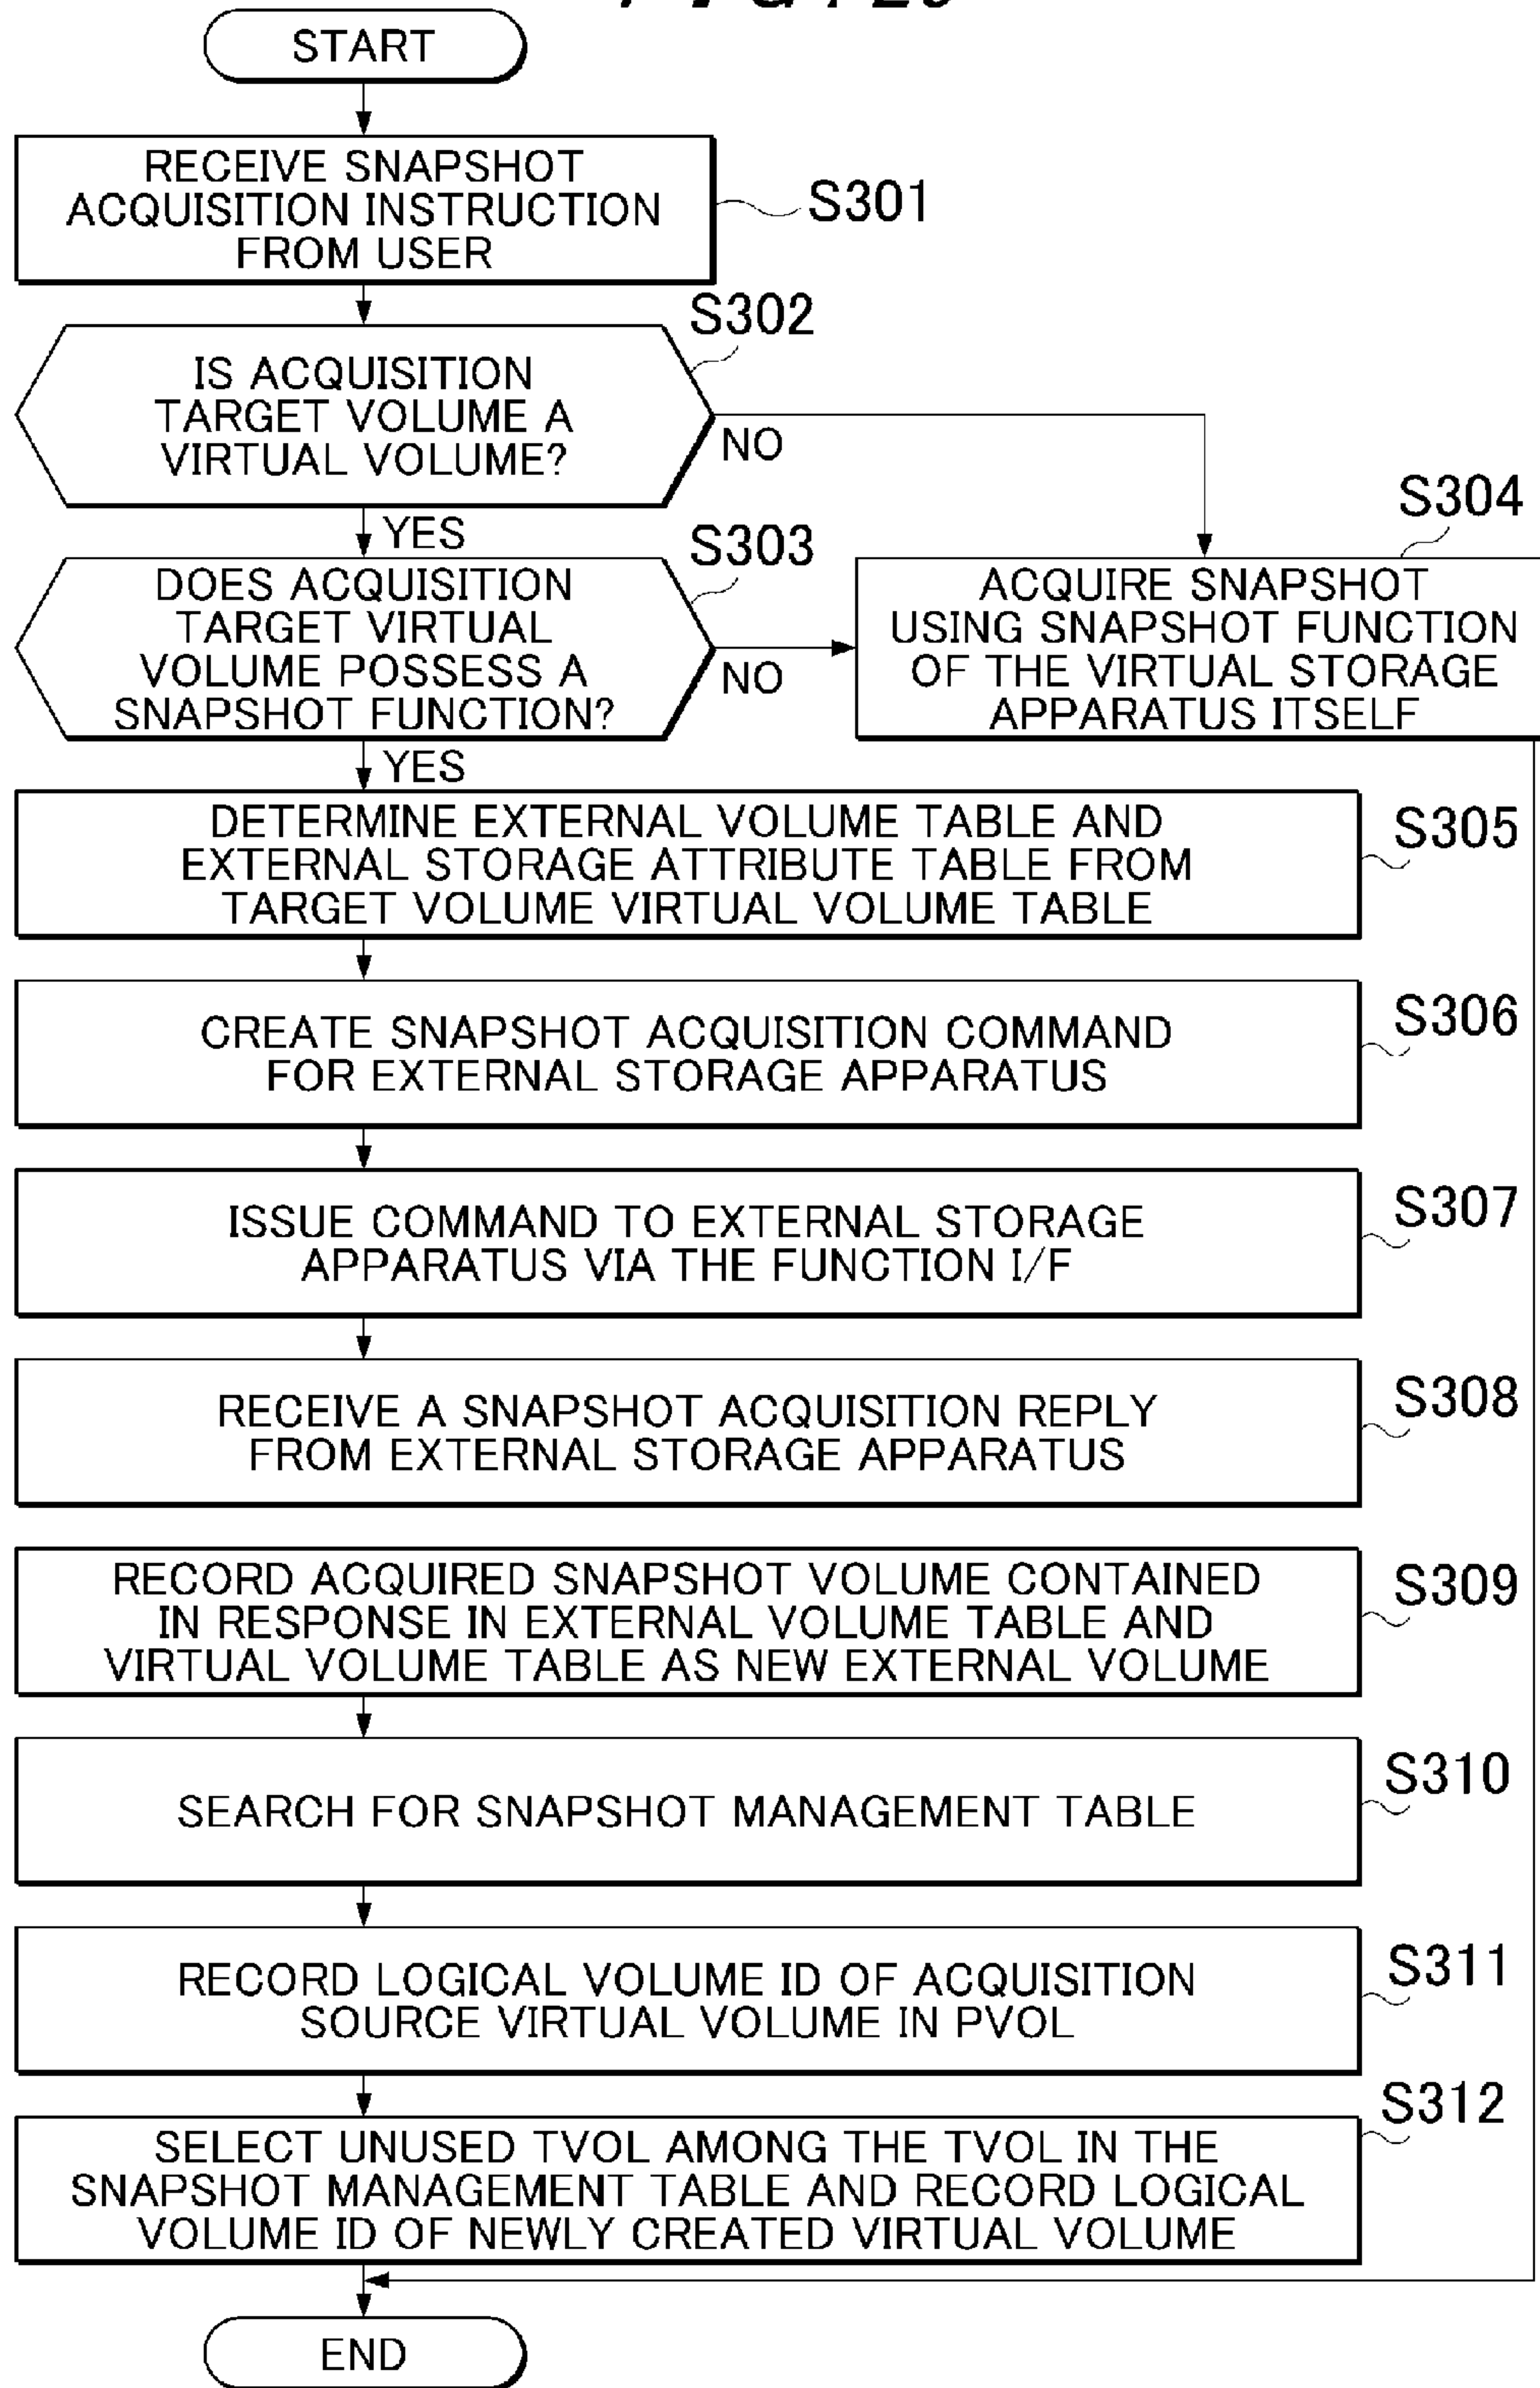 START
RECEIVE SNAPSHOT
ACQUISITION INSTRUCTION
FROM USER
S301
S302
IS ACQUISITION
TARGET VOLUME A
VIRTUAL VOLUME?
NO
YES
S303
S304
DOES ACQUISITION
TARGET VIRTUAL
VOLUME POSSESS A
SNAPSHOT FUNCTION?
NO
ACQUIRE SNAPSHOT
USING SNAPSHOT FUNCTION
OF THE VIRTUAL STORAGE
APPARATUS ITSELF
YES
DETERMINE EXTERNAL VOLUME TABLE AND
EXTERNAL STORAGE ATTRIBUTE TABLE FROM
TARGET VOLUME VIRTUAL VOLUME TABLE
S305
CREATE SNAPSHOT ACQUISITION COMMAND
FOR EXTERNAL STORAGE APPARATUS
S306
ISSUE COMMAND TO EXTERNAL STORAGE
APPARATUS VIA THE FUNCTION I/F
S307
RECEIVE A SNAPSHOT ACQUISITION REPLY
FROM EXTERNAL STORAGE APPARATUS
S308
RECORD ACQUIRED SNAPSHOT VOLUME CONTAINED
IN RESPONSE IN EXTERNAL VOLUME TABLE AND
VIRTUAL VOLUME TABLE AS NEW EXTERNAL VOLUME
S309
SEARCH FOR SNAPSHOT MANAGEMENT TABLE
S310
RECORD LOGICAL VOLUME ID OF ACQUISITION
SOURCE VIRTUAL VOLUME IN PVOL
S311
S312
SELECT UNUSED TVOL AMONG THE TVOL IN THE
SNAPSHOT MANAGEMENT TABLE AND RECORD LOGICAL
VOLUME ID OF NEWLY CREATED VIRTUAL VOLUME
END